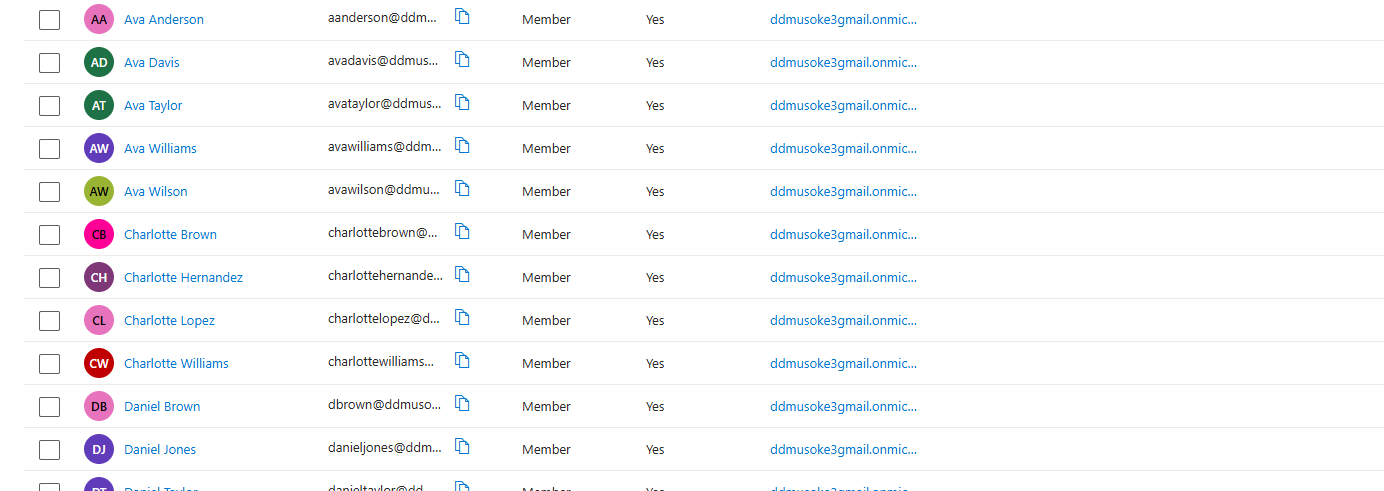 AA Ava Anderson aanderson@ddm... Member Yes ddmusoke3gmail.onmic...
AD Ava Davis avadavis@ddmus... Member Yes ddmusoke3gmail.onmic...
AT Ava Taylor avataylor@ddmus... Member Yes ddmusoke3gmail.onmic...
AW Ava Williams avawilliams@ddm... Member Yes ddmusoke3gmail.onmic...
AW Ava Wilson avawilson@ddmu... Member Yes ddmusoke3gmail.onmic...
CB Charlotte Brown charlottebrown@... Member Yes ddmusoke3gmail.onmic...
CH Charlotte Hernandez charlottehernande... Member Yes ddmusoke3gmail.onmic...
CL Charlotte Lopez charlottelopez@d... Member Yes ddmusoke3gmail.onmic...
CW Charlotte Williams charlottewilliams... Member Yes ddmusoke3gmail.onmic...
DB Daniel Brown dbrown@ddmuso... Member Yes ddmusoke3gmail.onmic...
DJ Daniel Jones danieljones@ddm... Member Yes ddmusoke3gmail.onmic...
DT Daniel Taylor danieltaylor@dd... Member Yes ddmusoke3gmail.onmic...